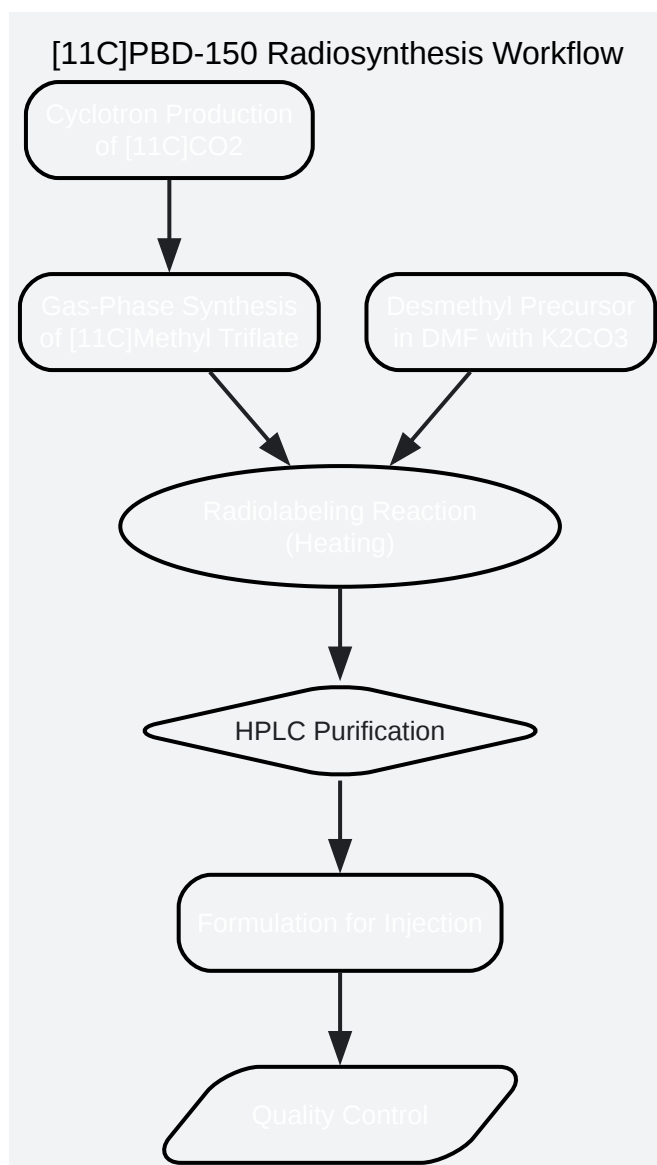 [11C]PBD-150 Radiosynthesis Workflow
Cyclotron Production
of [11C]CO2
Gas-Phase Synthesis
of [11C]Methyl Triflate
Desmethyl Precursor
in DMF with K2CO3
Radiolabeling Reaction
(Heating)
HPLC Purification
Formulation for Injection
Quality Control